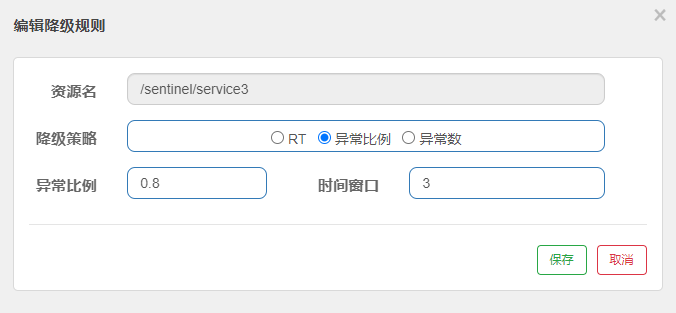 编辑降级规则
×
资源名 /sentinel/service3
降级策略 RT 异常比例 异常数
异常比例 0.8 时间窗口 3
保存 取消